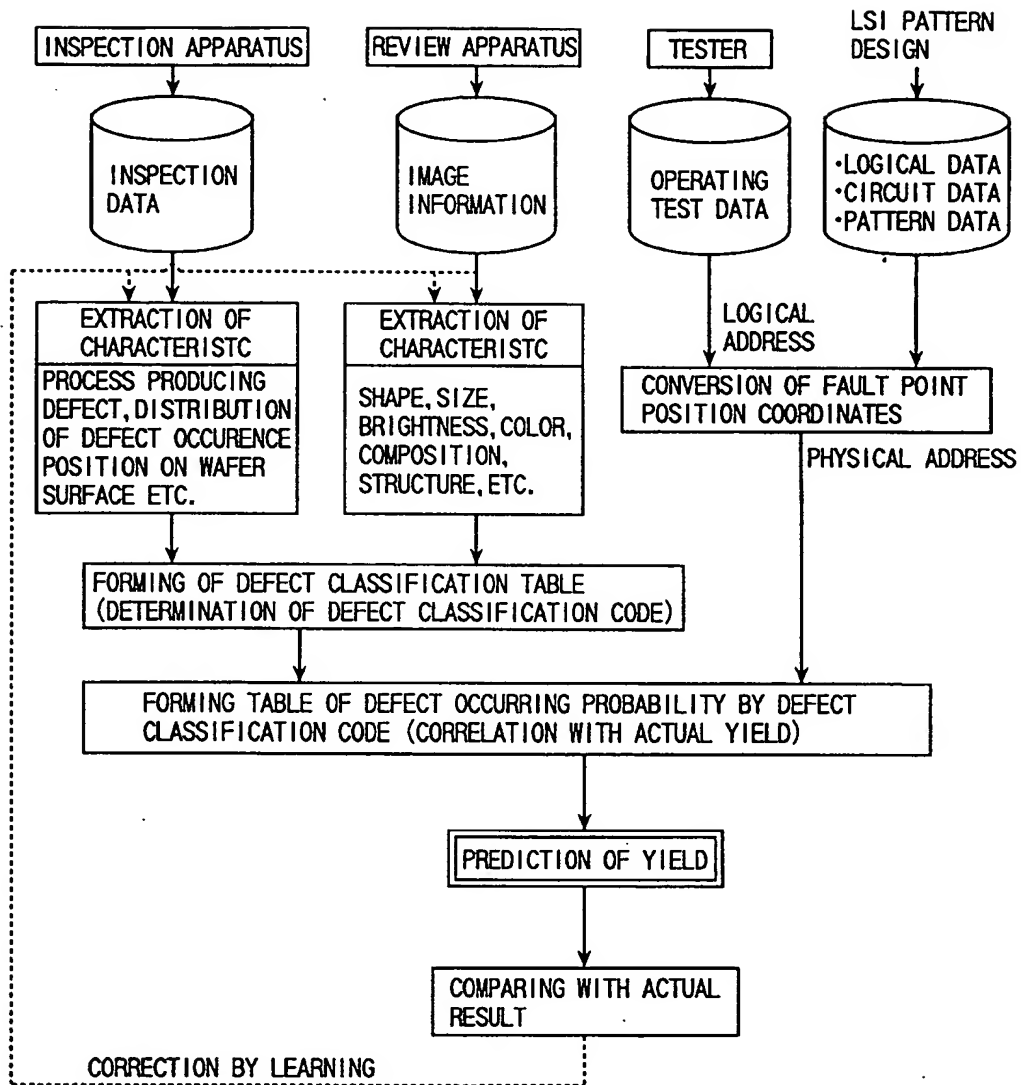 INSPECTION APPARATUS
REVIEW APPARATUS
TESTER
LSI PATTERN
DESIGN
INSPECTION
DATA
IMAGE
INFORMATION
OPERATING
TEST DATA
•LOGICAL DATA
•CIRCUIT DATA
•PATTERN DATA
EXTRACTION OF
CHARACTERISTC
PROCESS PRODUCING
DEFECT, DISTRIBUTION
OF DEFECT OCCURENCE
POSITION ON WAFER
SURFACE ETC.
EXTRACTION OF
CHARACTERISTC
SHAPE, SIZE,
BRIGHTNESS, COLOR,
COMPOSITION,
STRUCTURE, ETC.
LOGICAL
ADDRESS
CONVERSION OF FAULT POINT
POSITION COORDINATES
PHYSICAL ADDRESS
FORMING OF DEFECT CLASSIFICATION TABLE
(DETERMINATION OF DEFECT CLASSIFICATION CODE)
FORMING TABLE OF DEFECT OCCURRING PROBABILITY BY DEFECT
CLASSIFICATION CODE (CORRELATION WITH ACTUAL YIELD)
PREDICTION OF YIELD
COMPARING WITH ACTUAL
RESULT
CORRECTION BY LEARNING